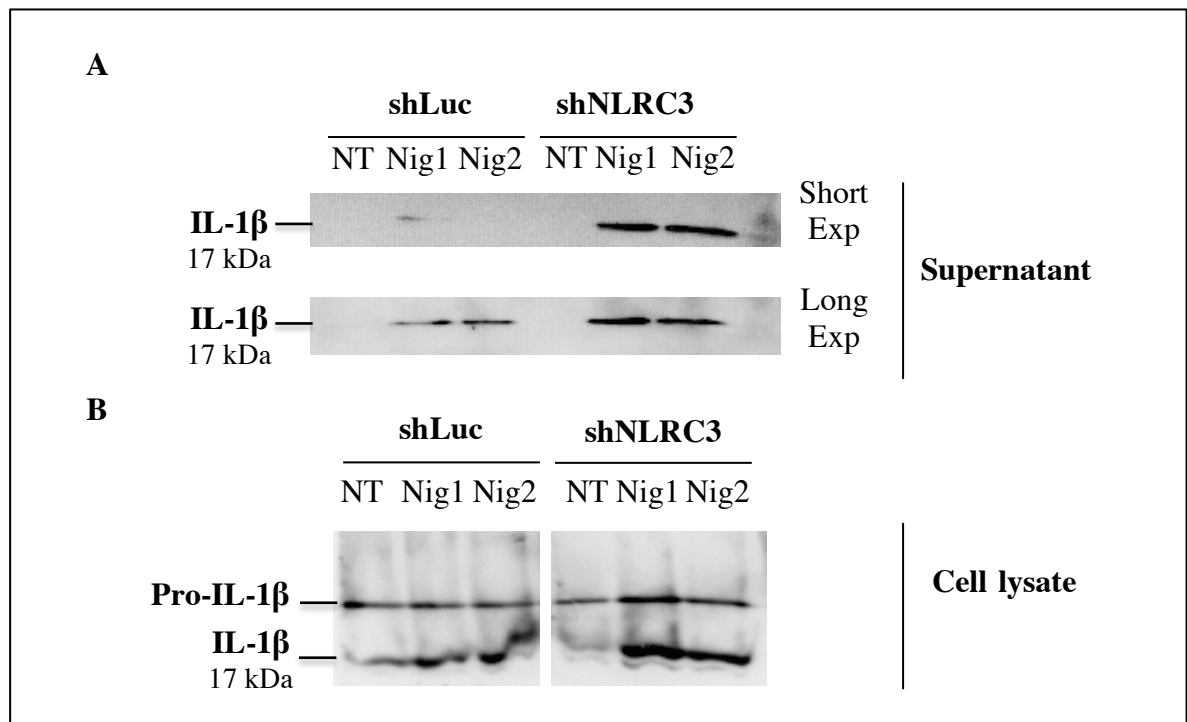 A
shLuc shNLRC3
NT Nig1 Nig2 NT Nig1 Nig2
IL-1β
17 kDa
Short
Exp
IL-1β
17 kDa
Long
Exp
Supernatant
B
shLuc shNLRC3
NT Nig1 Nig2 NT Nig1 Nig2
Pro-IL-1β
IL-1β
17 kDa
Cell lysate